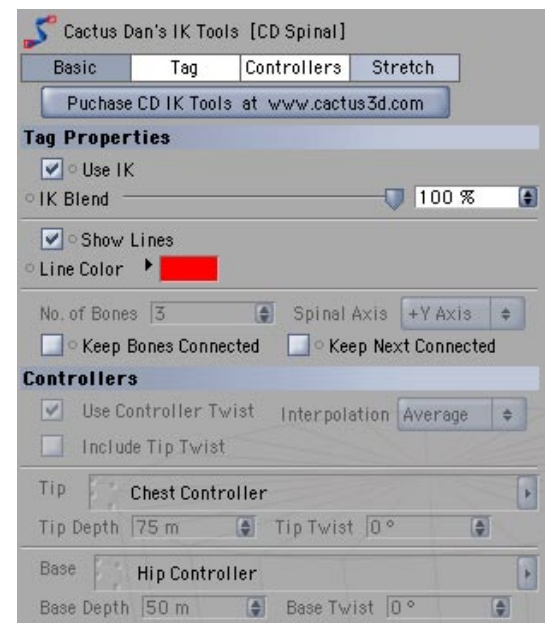 Cactus Dan's IK Tools [CD Spinal]
Basic Tag Controllers Stretch
Puchase CD IK Tools at www.cactus3d.com
Tag Properties
Use IK
IK Blend 100 %
Show Lines
Line Color
No. of Bones 3 Spinal Axis +Y Axis
Keep Bones Connected Keep Next Connected
Controllers
Use Controller Twist Interpolation Average
Include Tip Twist
Tip Chest Controller
Tip Depth 75 m Tip Twist 0 °
Base Hip Controller
Base Depth 50 m Base Twist 0 °